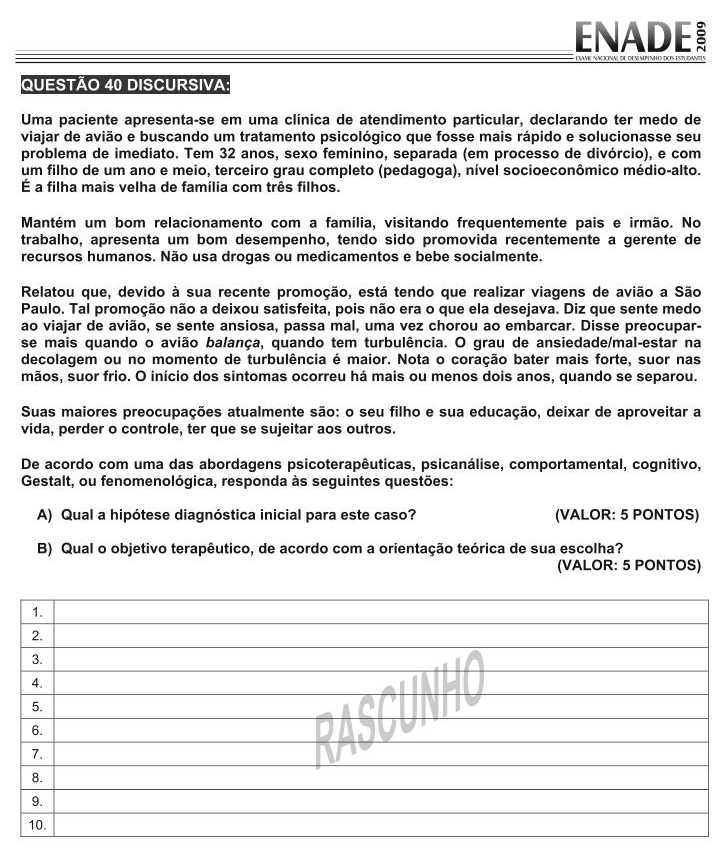 ENADE 2009
EXAME NACIONAL DE DESEMPENHO DOS ESTUDANTES
QUESTÃO 40 DISCURSIVA:
Uma paciente apresenta-se em uma clínica de atendimento particular, declarando ter medo de
viajar de avião e buscando um tratamento psicológico que fosse mais rápido e solucionasse seu
problema de imediato. Tem 32 anos, sexo feminino, separada (em processo de divórcio), e com
um filho de um ano e meio, terceiro grau completo (pedagoga), nível socioeconômico médio-alto.
É a filha mais velha de família com três filhos.
Mantém um bom relacionamento com a família, visitando frequentemente pais e irmão. No
trabalho, apresenta um bom desempenho, tendo sido promovida recentemente a gerente de
recursos humanos. Não usa drogas ou medicamentos e bebe socialmente.
Relatou que, devido à sua recente promoção, está tendo que realizar viagens de avião a São
Paulo. Tal promoção não a deixou satisfeita, pois não era o que ela desejava. Diz que sente medo
ao viajar de avião, se sente ansiosa, passa mal, uma vez chorou ao embarcar. Disse preocupar-
se mais quando o avião balança, quando tem turbulência. O grau de ansiedade/mal-estar na
decolagem ou no momento de turbulência é maior. Nota o coração bater mais forte, suor nas
mãos, suor frio. O início dos sintomas ocorreu há mais ou menos dois anos, quando se separou.
Suas maiores preocupações atualmente são: o seu filho e sua educação, deixar de aproveitar a
vida, perder o controle, ter que se sujeitar aos outros.
De acordo com uma das abordagens psicoterapêuticas, psicanálise, comportamental, cognitivo,
Gestalt, ou fenomenológica, responda às seguintes questões:
A) Qual a hipótese diagnóstica inicial para este caso? (VALOR: 5 PONTOS)
B) Qual o objetivo terapêutico, de acordo com a orientação teórica de sua escolha?
(VALOR: 5 PONTOS)
1.
2.
3.
4.
5.
6.
7.
8.
9.
10.
RASCUNHO